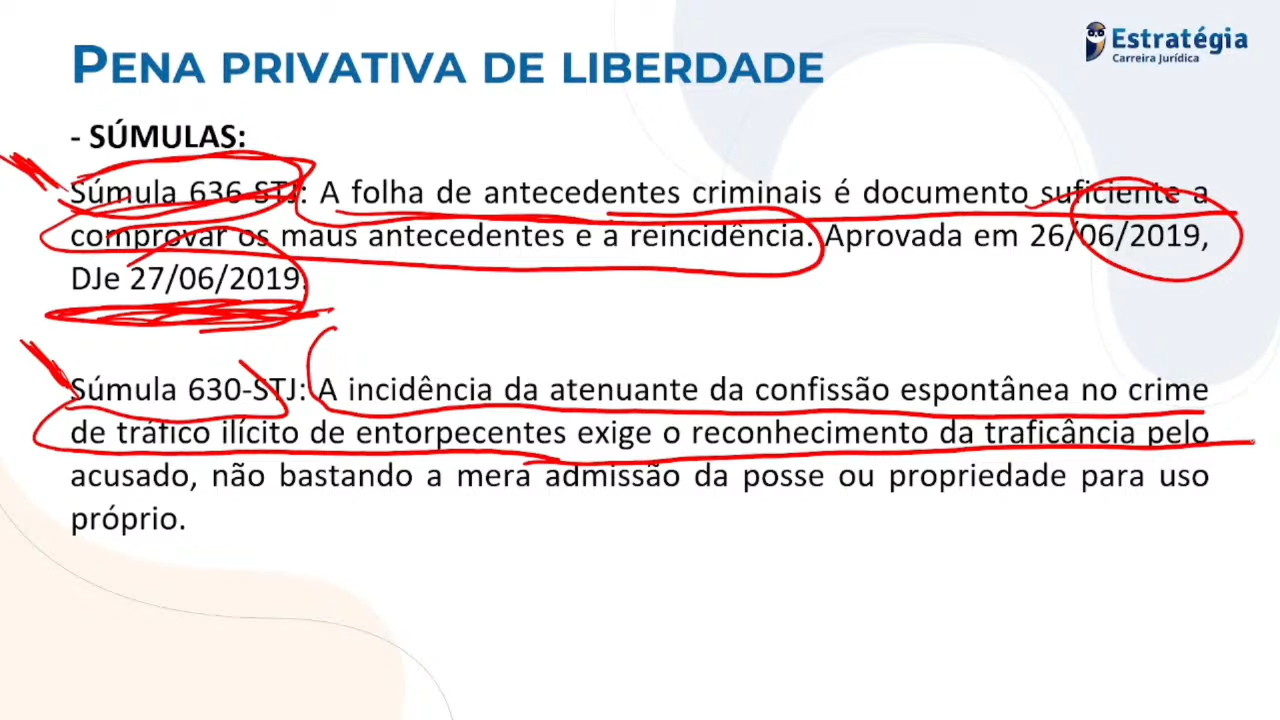 PENA PRIVATIVA DE LIBERDADE
Estratégia
Carreira Jurídica
- SÚMULAS:
Súmula 636-STJ: A folha de antecedentes criminais é documento suficiente a
comprovar os maus antecedentes e a reincidência. Aprovada em 26/06/2019,
DJe 27/06/2019.
Súmula 630-STJ: A incidência da atenuante da confissão espontânea no crime
de tráfico ilícito de entorpecentes exige o reconhecimento da traficância pelo
acusado, não bastando a mera admissão da posse ou propriedade para uso
próprio.